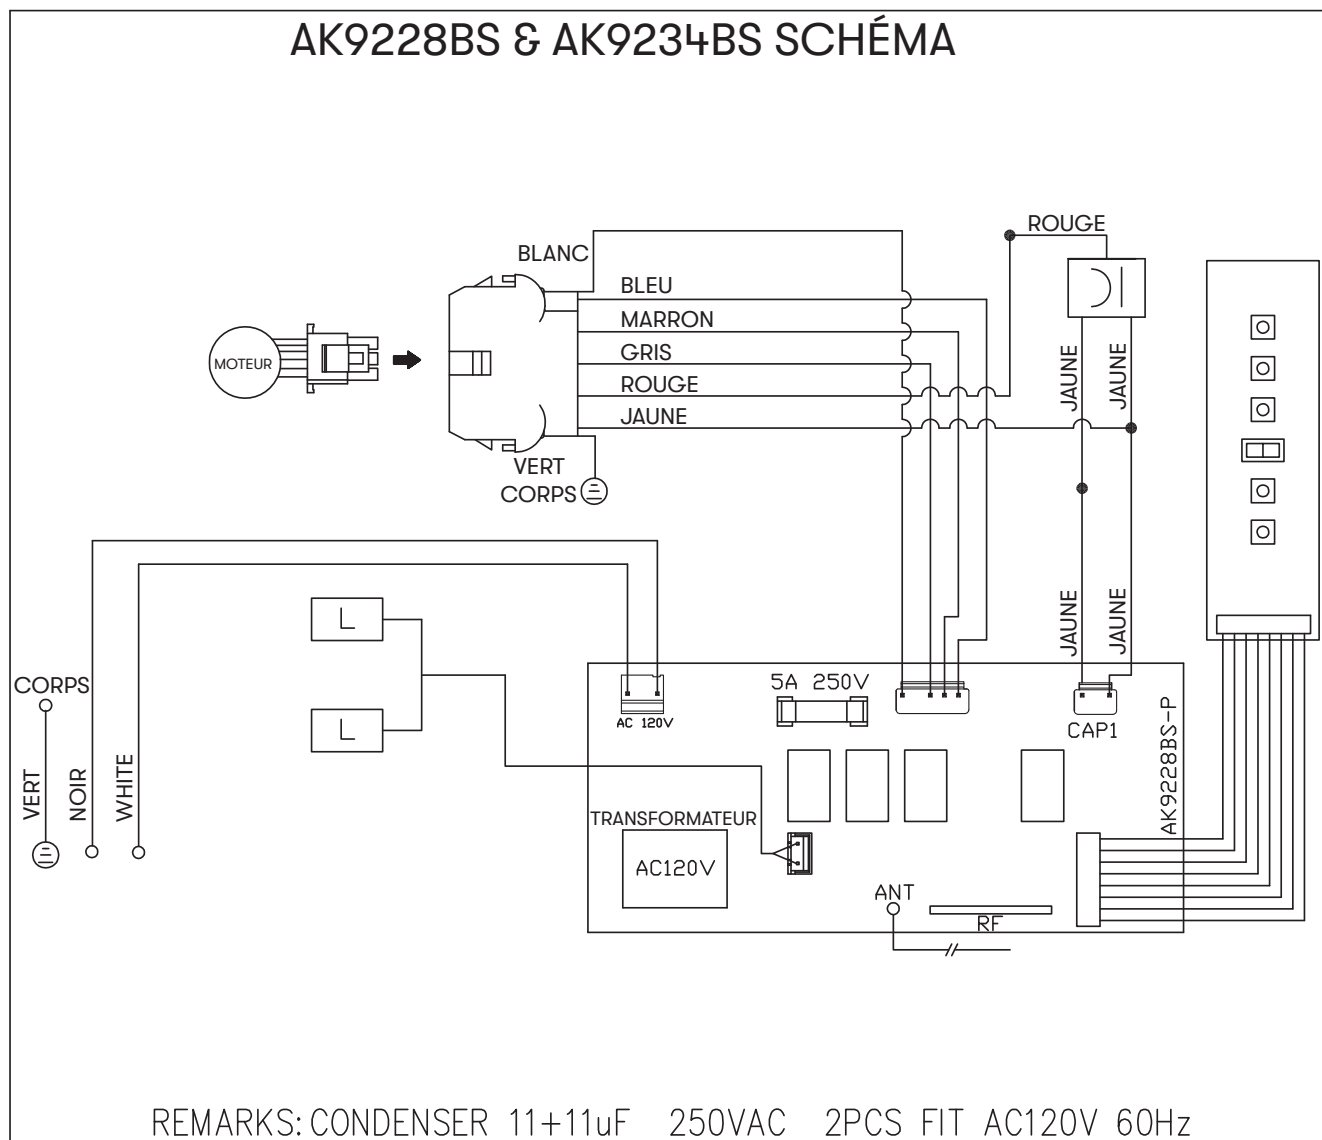 AK9228BS & AK9234BS SCHÉMA
ROUGE
BLANC
BLEU
MARRON
GRIS
ROUGE
JAUNE
MOTEUR
JAUNE
JAUNE
VERT
CORPS
L
L
JAUNE
JAUNE
CORPS
VERT
NOIR
WHITE
5A 250V
AC 120V
CAP1
AK9228BS-P
TRANSFORMATEUR
AC120V
ANT
RF
REMARKS: CONDENSER 11+11uF 250VAC 2PCS FIT AC120V 60Hz